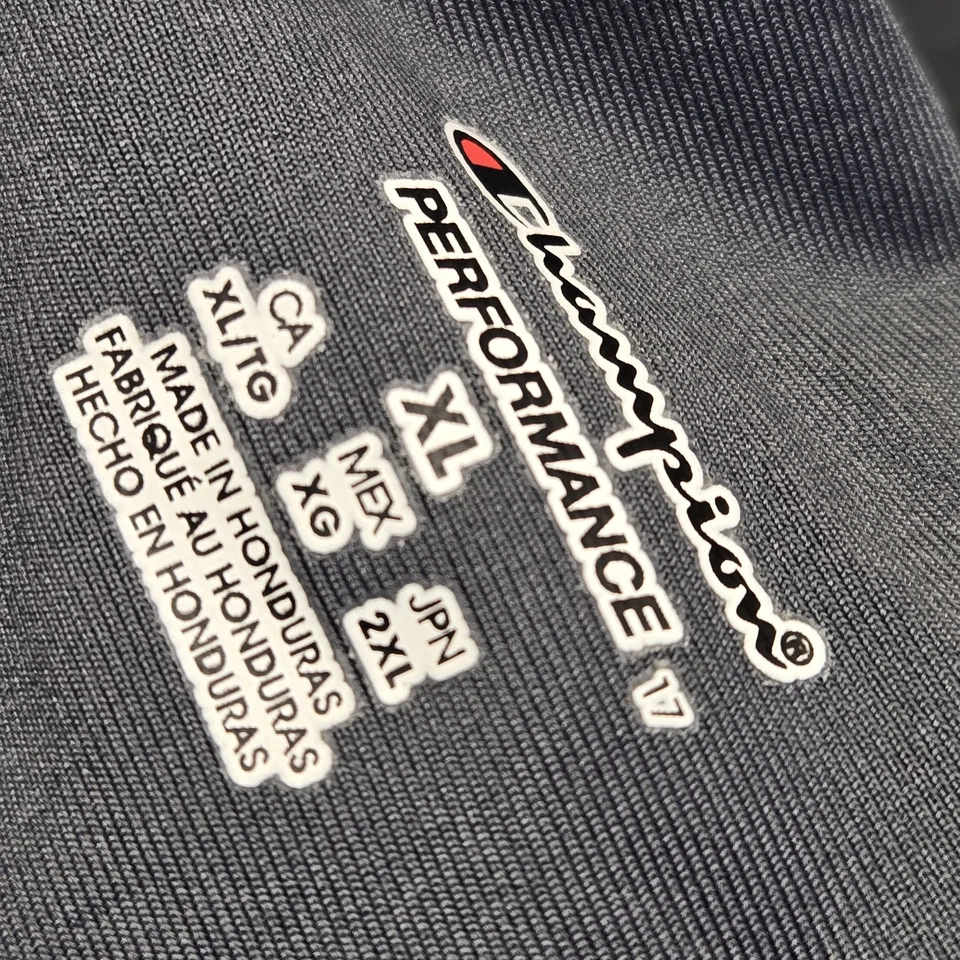 Champion®
PERFORMANCE
17
XL
CA
XL/TG
MEX
XG
JPN
2XL
MADE IN HONDURAS
FABRIQUÉ AU HONDURAS
HECHO EN HONDURAS